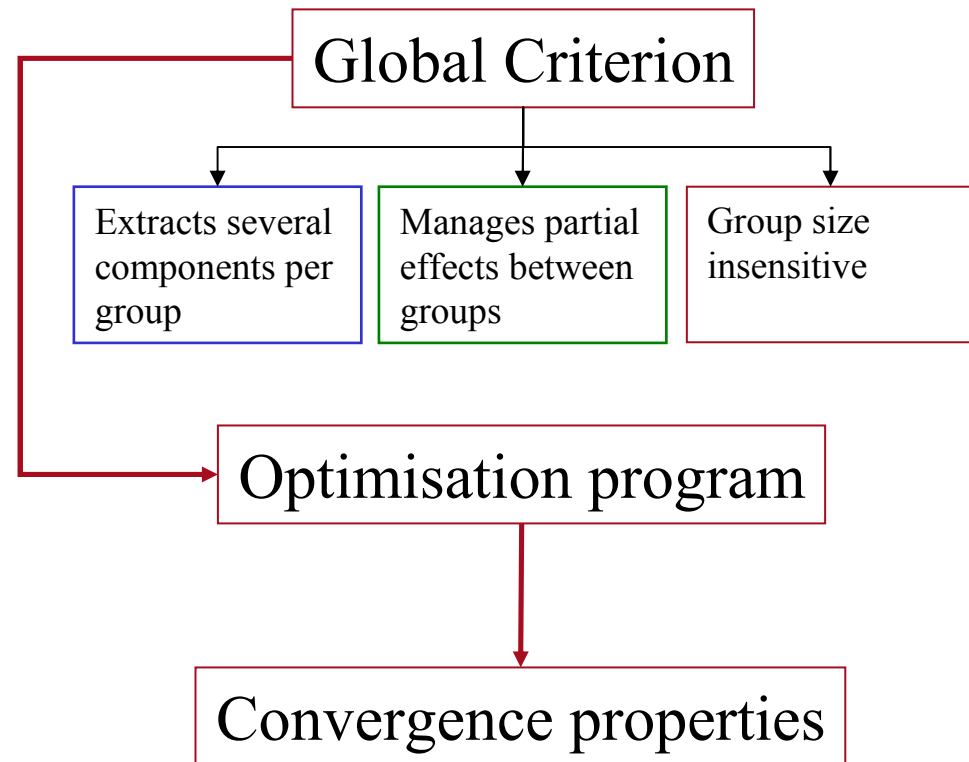 Global Criterion
Extracts several
components per
group
Manages partial
effects between
groups
Group size
insensitive
Optimisation program
Convergence properties